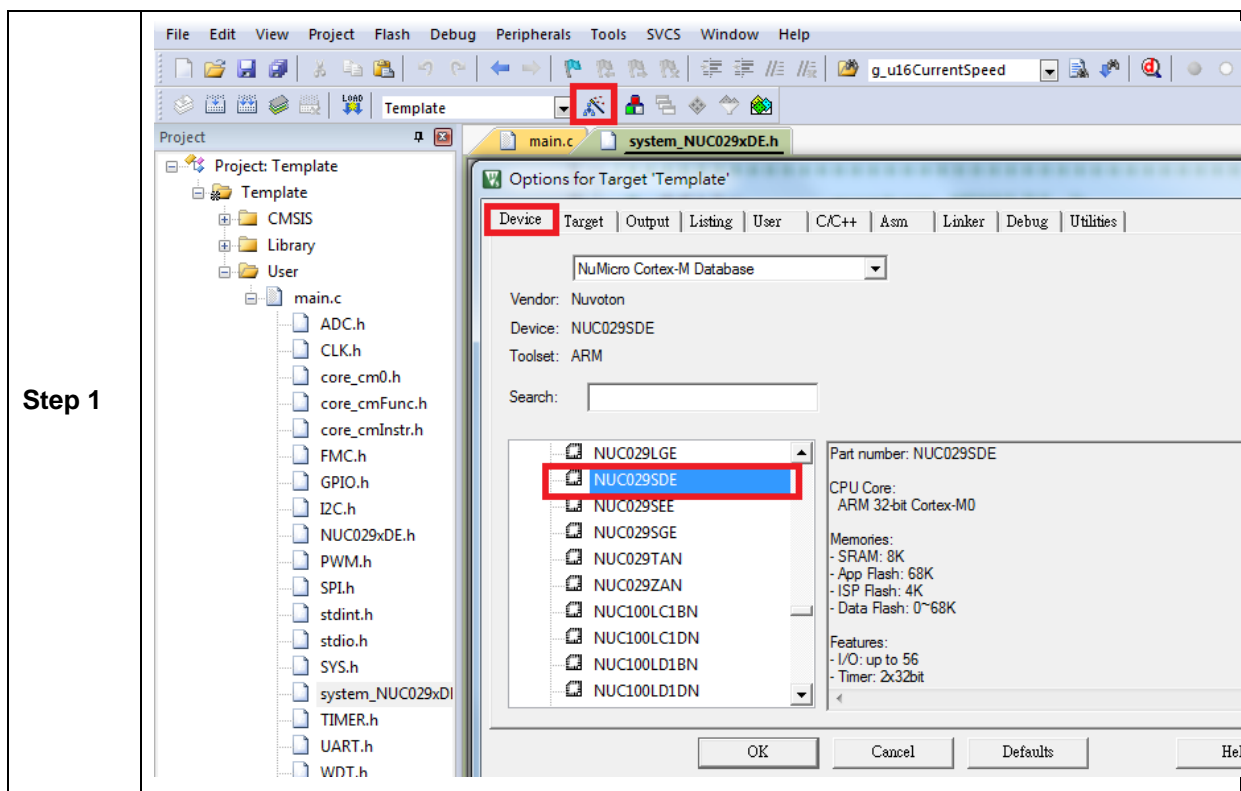 Step 1
File Edit View Project Flash Debug Peripherals Tools SVCS Window Help
g_u16CurrentSpeed
LOAD
Template
Project
main.c
system_NUC029xDE.h
Project: Template
Template
CMSIS
Library
User
main.c
ADC.h
CLK.h
core_cm0.h
core_cmFunc.h
core_cmInstr.h
FMC.h
GPIO.h
I2C.h
NUC029xDE.h
PWM.h
SPI.h
stdint.h
stdio.h
SYS.h
system_NUC029xDI
TIMER.h
UART.h
WDT.h
Options for Target 'Template'
Device Target Output Listing User C/C++ Asm Linker Debug Utilities
NuMicro Cortex-M Database
Vendor: Nuvoton
Device: NUC029SDE
Toolset: ARM
Search:
NUC029LGE
NUC029SDE
NUC029SEE
NUC029SGE
NUC029TAN
NUC029ZAN
NUC100LC1BN
NUC100LC1DN
NUC100LD1BN
NUC100LD1DN
Part number: NUC029SDE
CPU Core:
ARM 32-bit Cortex-M0
Memories:
- SRAM: 8K
- App Flash: 68K
- ISP Flash: 4K
- Data Flash: 0~68K
Features:
- I/O: up to 56
- Timer: 2x32bit
OK Cancel Defaults Hel